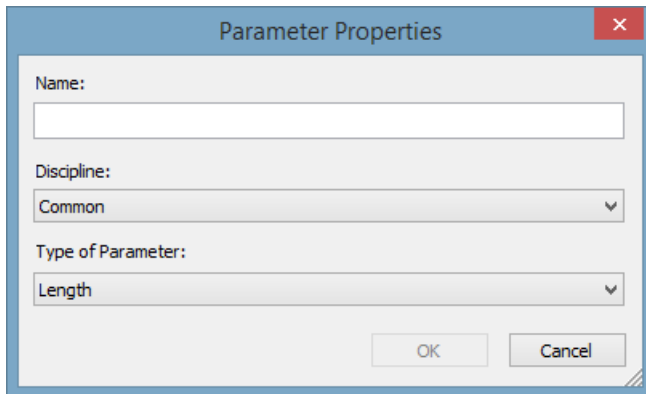 Parameter Properties
Name:
Discipline:
Common
Type of Parameter:
Length
OK Cancel